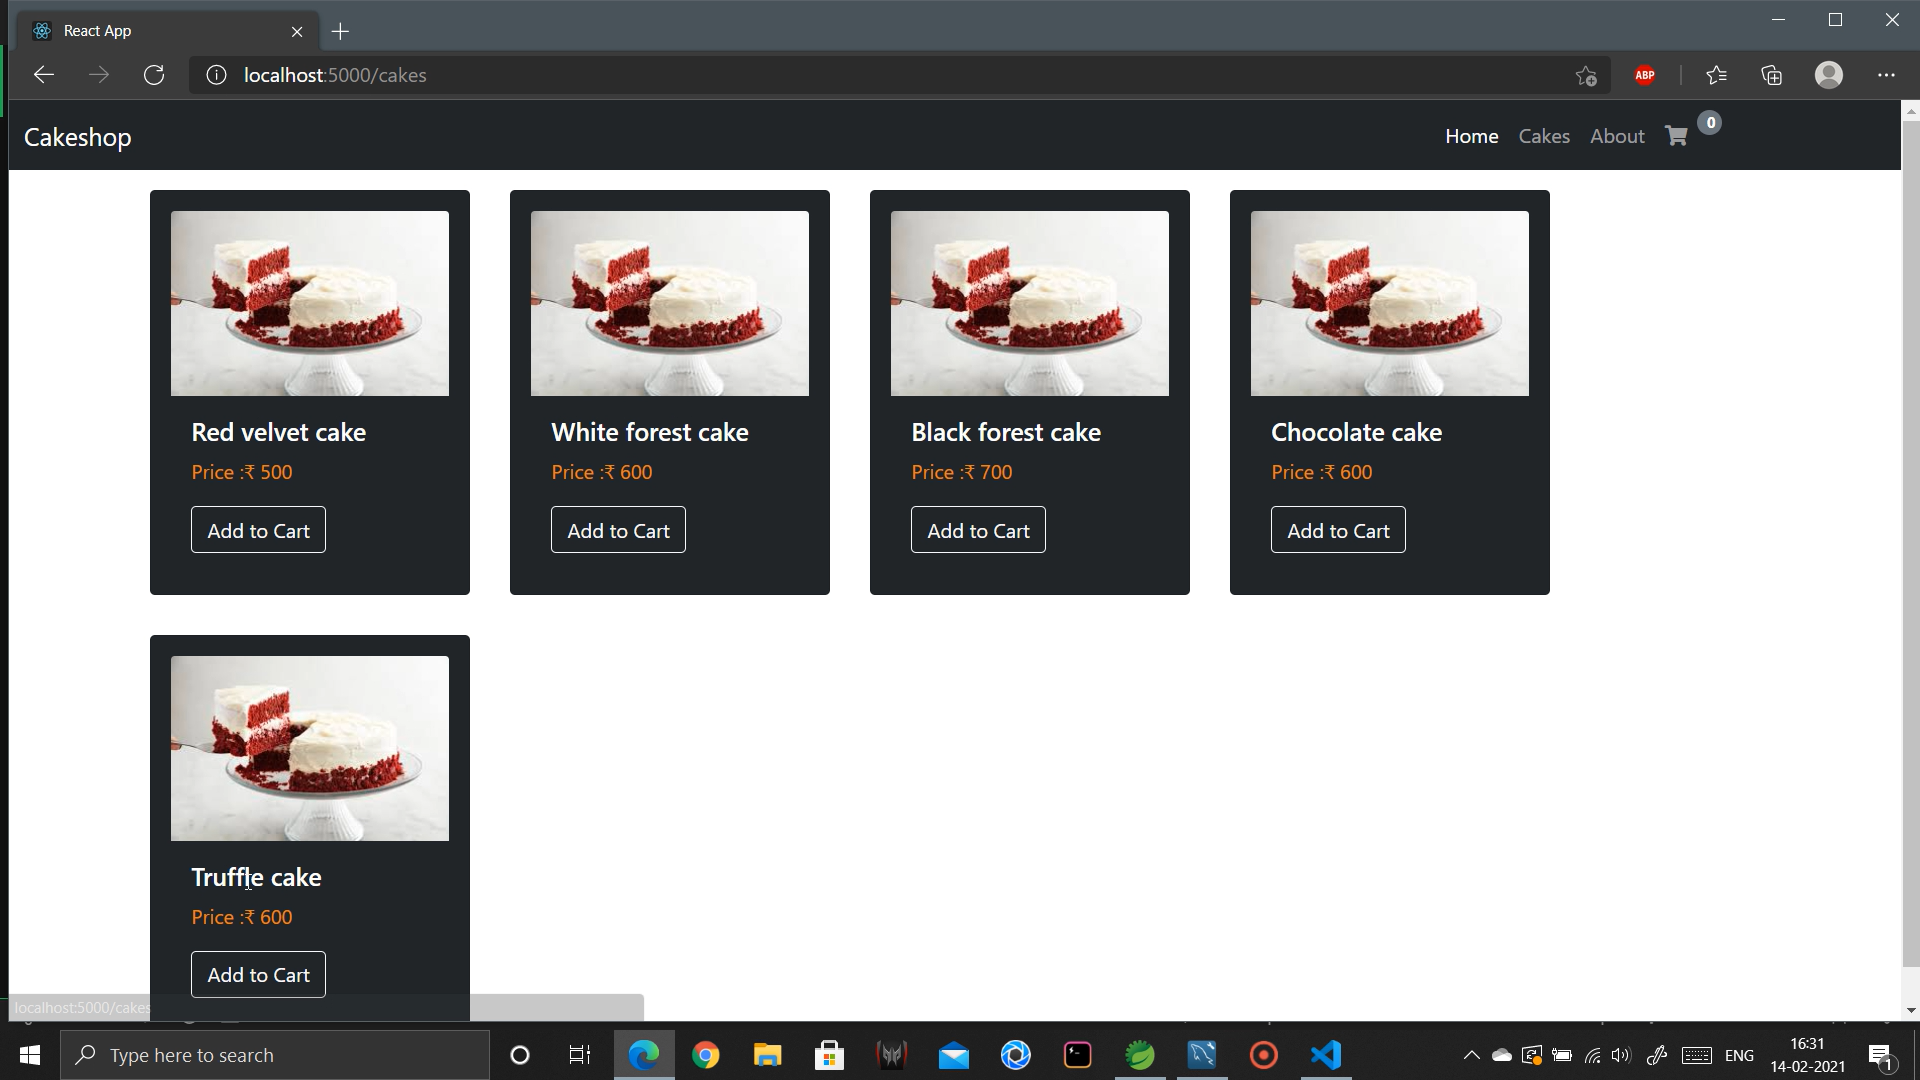 React App
localhost:5000/cakes
ABP
Cakeshop
Home Cakes About 0
Red velvet cake
Price :₹ 500
Add to Cart
White forest cake
Price :₹ 600
Add to Cart
Black forest cake
Price :₹ 700
Add to Cart
Chocolate cake
Price :₹ 600
Add to Cart
Truffle cake
Price :₹ 600
Add to Cart
localhost:5000/cakes
Type here to search
ENG
16:31
14-02-2021
1